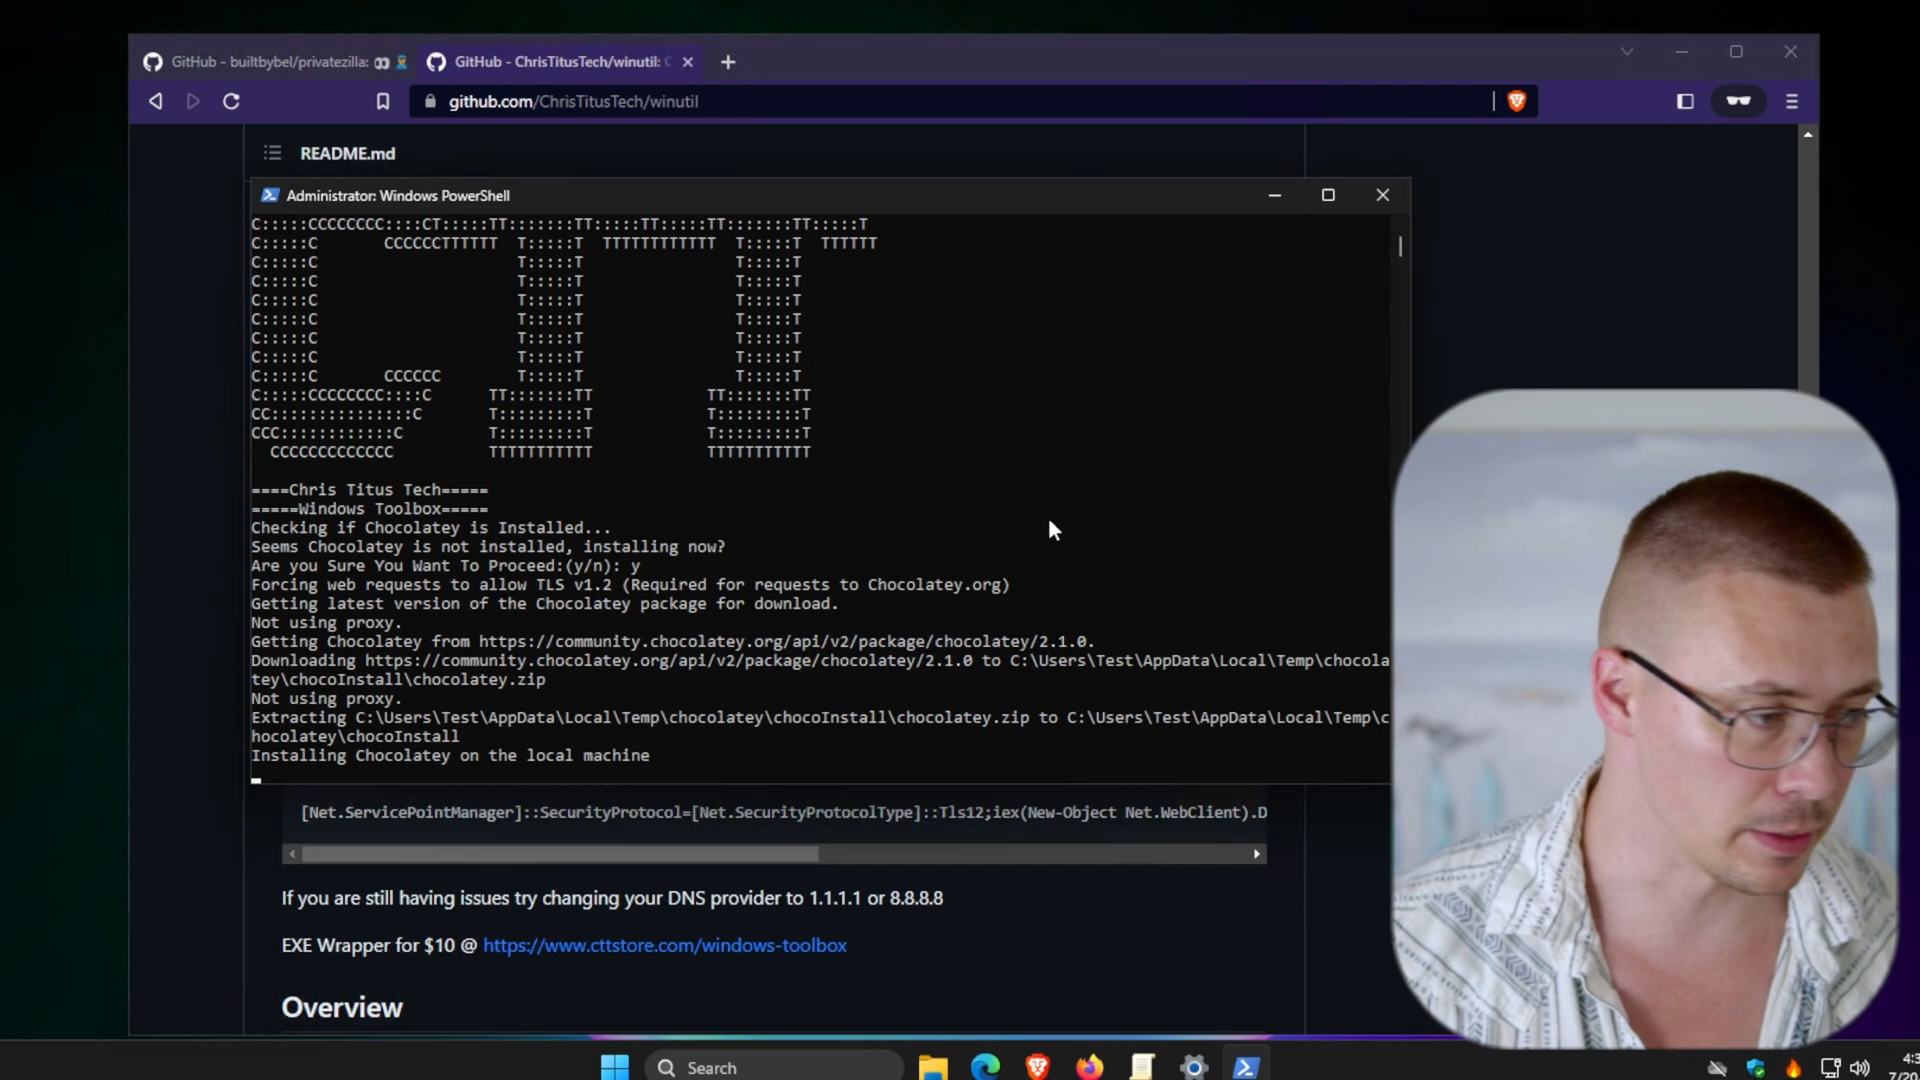 GitHub - builtbybel/privatezilla:
GitHub - ChrisTitusTech/winutil: C
github.com/ChrisTitusTech/winutil
README.md
Administrator: Windows PowerShell
C:::::CCCCCCCC::::CT:::::TT:::::::TT:::::TT:::::TT:::::::TT:::::T
C:::::C       CCCCCCTTTTTT  T:::::T  TTTTTTTTTTTT  T:::::T  TTTTTT
C:::::C                     T:::::T                T:::::T
C:::::C                     T:::::T                T:::::T
C:::::C                     T:::::T                T:::::T
C:::::C                     T:::::T                T:::::T
C:::::C                     T:::::T                T:::::T
C:::::C                     T:::::T                T:::::T
C:::::C       CCCCCC        T:::::T                T:::::T
C:::::CCCCCCCC::::C      TT:::::::TT            TT:::::::TT
CC:::::::::::::::C       T:::::::::T            T:::::::::T
CCC::::::::::::C         T:::::::::T            T:::::::::T
  CCCCCCCCCCCCC          TTTTTTTTTTT            TTTTTTTTTTT
====Chris Titus Tech=====
=====Windows Toolbox=====
Checking if Chocolatey is Installed...
Seems Chocolatey is not installed, installing now?
Are you Sure You Want To Proceed:(y/n): y
Forcing web requests to allow TLS v1.2 (Required for requests to Chocolatey.org)
Getting latest version of the Chocolatey package for download.
Not using proxy.
Getting Chocolatey from https://community.chocolatey.org/api/v2/package/chocolatey/2.1.0.
Downloading https://community.chocolatey.org/api/v2/package/chocolatey/2.1.0 to C:\Users\Test\AppData\Local\Temp\chocola
tey\chocoInstall\chocolatey.zip
Not using proxy.
Extracting C:\Users\Test\AppData\Local\Temp\chocolatey\chocoInstall\chocolatey.zip to C:\Users\Test\AppData\Local\Temp\c
hocolatey\chocoInstall
Installing Chocolatey on the local machine
[Net.ServicePointManager]::SecurityProtocol=[Net.SecurityProtocolType]::Tls12;iex(New-Object Net.WebClient).D
If you are still having issues try changing your DNS provider to 1.1.1.1 or 8.8.8.8
EXE Wrapper for $10 @ https://www.cttstore.com/windows-toolbox
Overview
Search
4:3
7/20